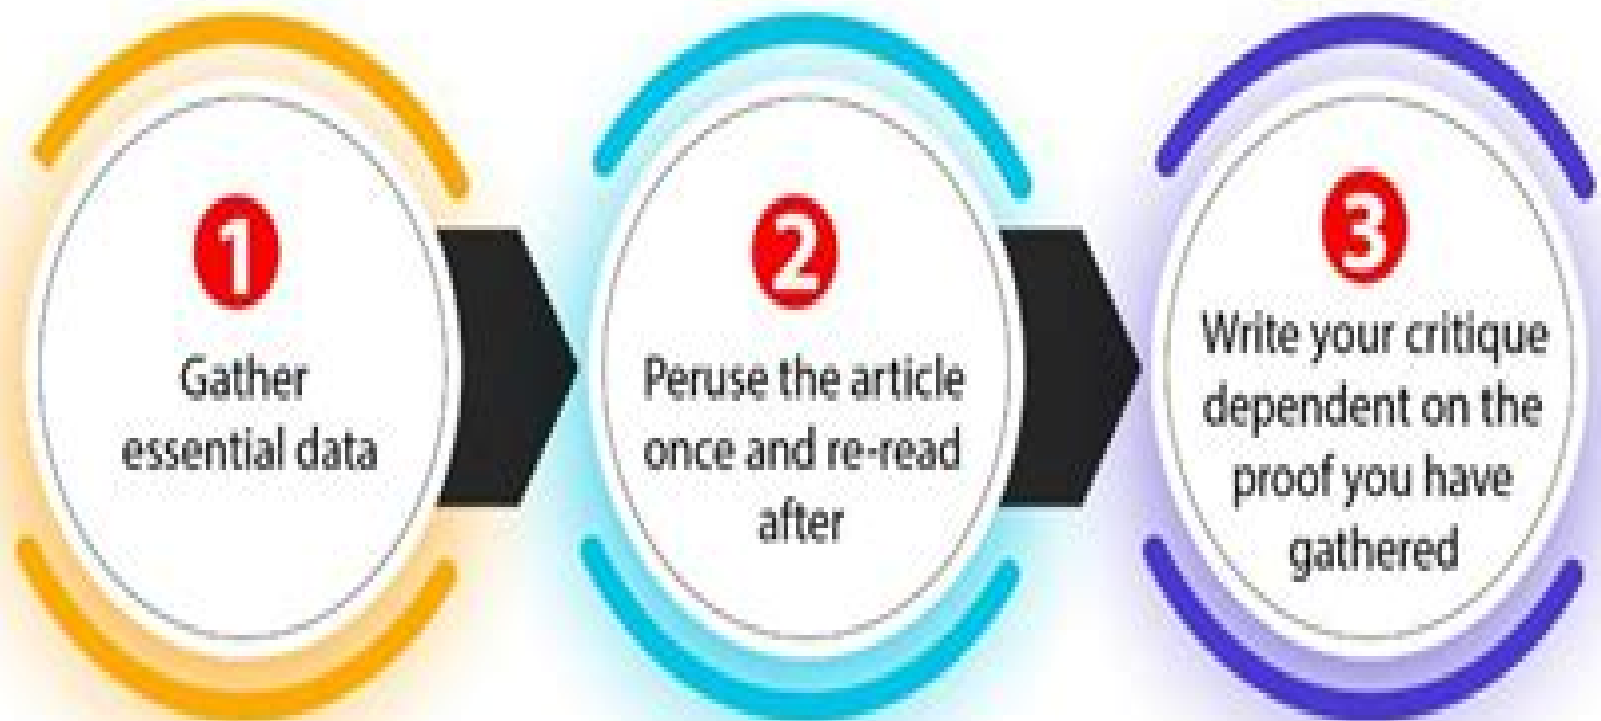 1
Gather
essential data
2
Peruse the article
once and re-read
after
3
Write your critique
dependent on the
proof you have
gathered